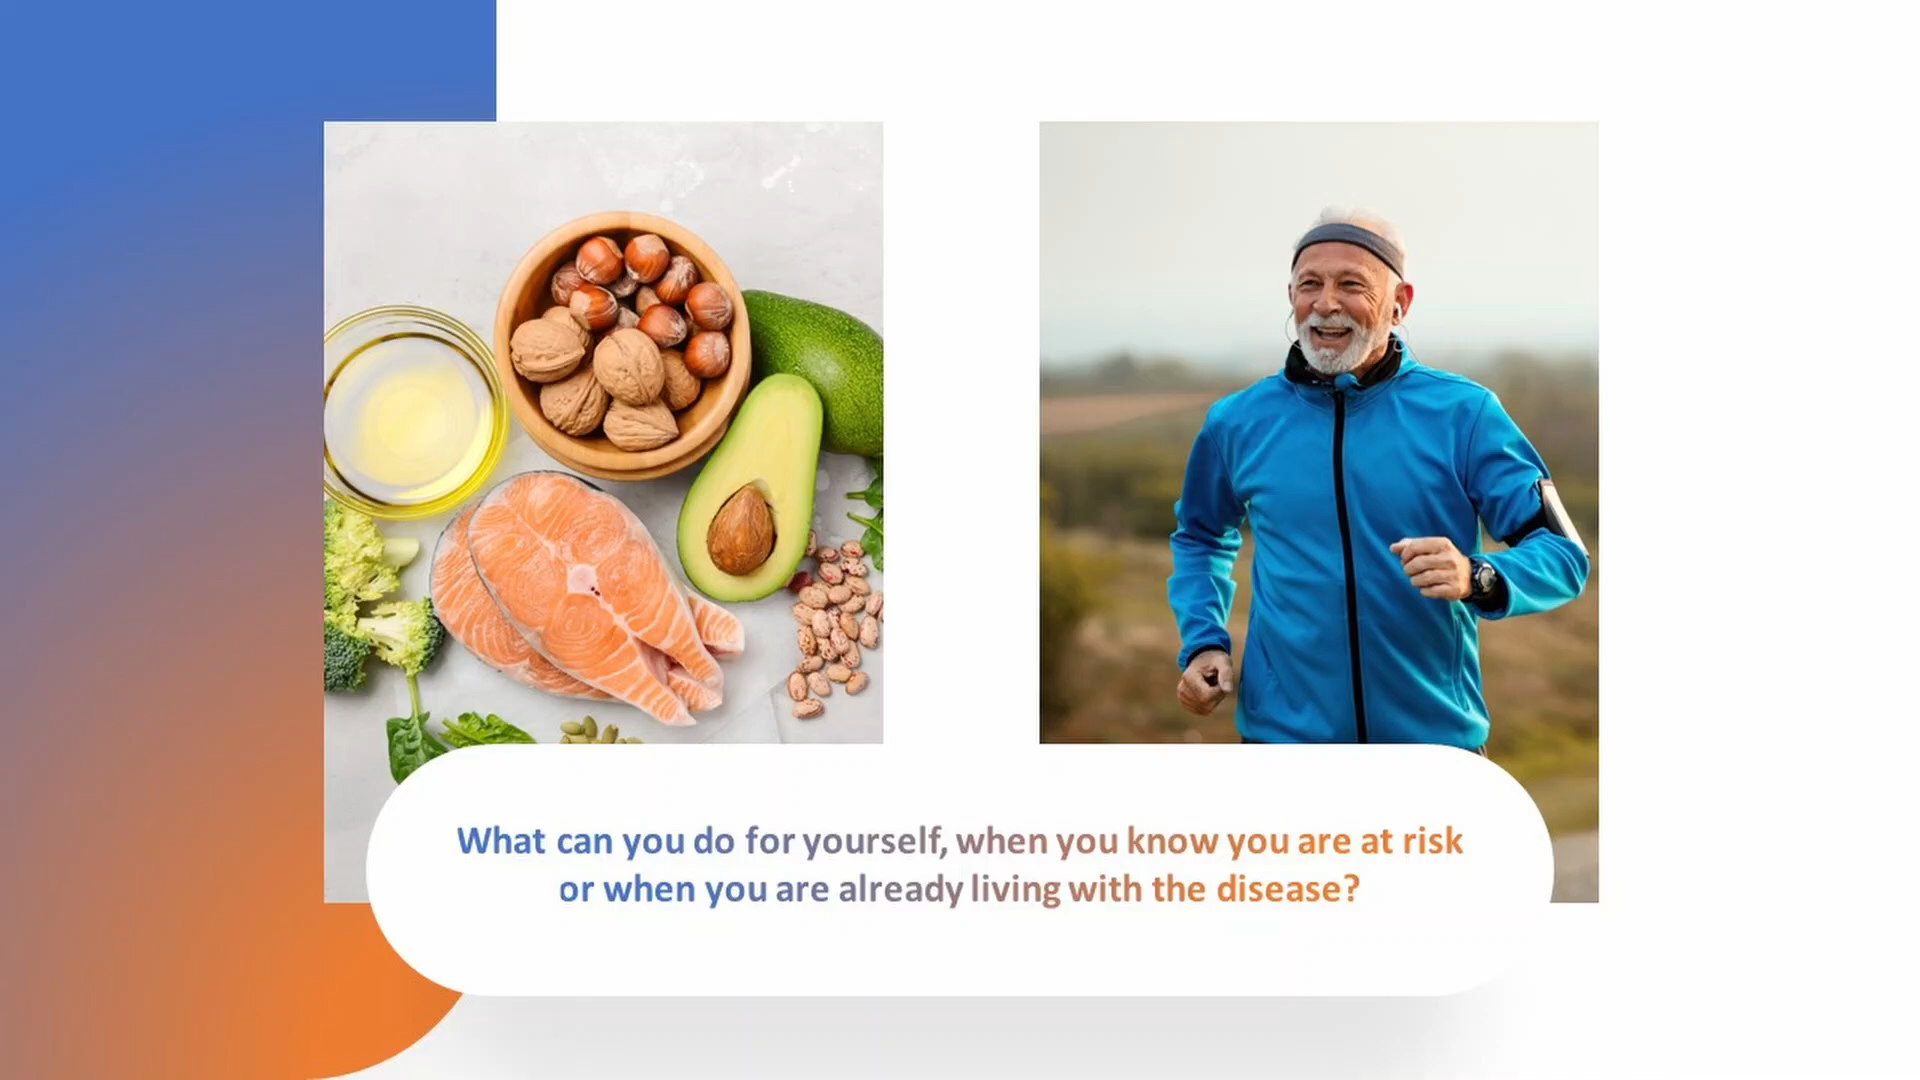 What can you do for yourself, when you know you are at risk
or when you are already living with the disease?